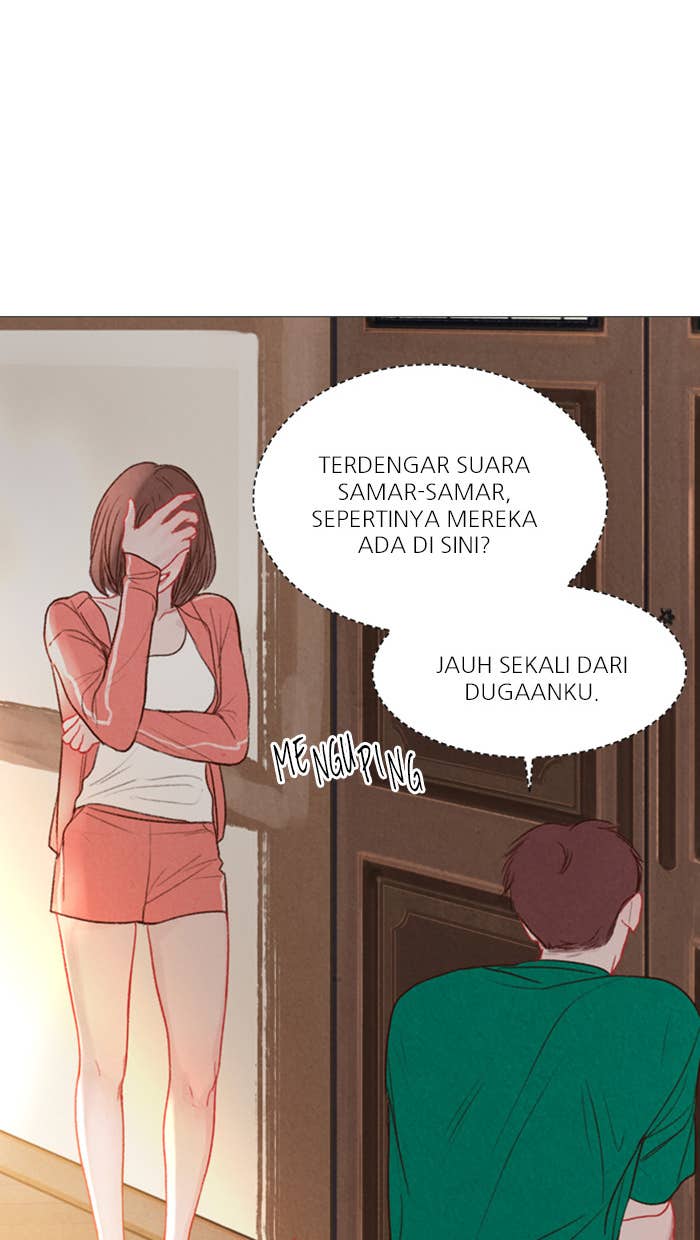 TERDENGAR SUARA
SAMAR-SAMAR,
SEPERTINYA MEREKA
ADA DI SINI?
JAUH SEKALI DARI
DUGAANKU.
MENGUPING